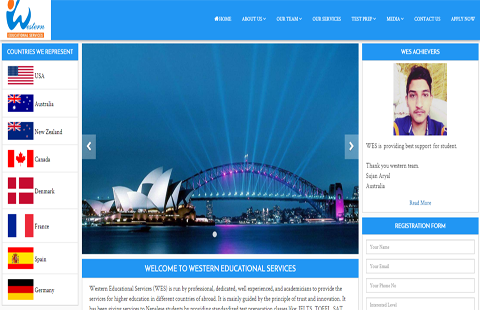 Western
EDUCATIONAL SERVICES
HOME ABOUT US OUR TEAM OUR SERVICES TEST PREP MEDIA CONTACT US APPLY NOW
COUNTRIES WE REPRESENT
USA
Australia
New Zealand
Canada
Denmark
France
Spain
Germany
WELCOME TO WESTERN EDUCATIONAL SERVICES
Western Educational Services (WES) is run by professional, dedicated, well experienced, and academicians to provide the
services for higher education in different countries of abroad. It is mainly guided by the principle of trust and innovation. It
has been giving services to Nepalese students by providing standardized test preparation classes like IELTS, TOEFL, SAT,
WES ACHIEVERS
WES is providing best support for student.
Thank you western team.
Sujan Aryal
Australia
Read More
REGISTRATION FORM
Your Name
Your Email
Your Phone No
Interested Level